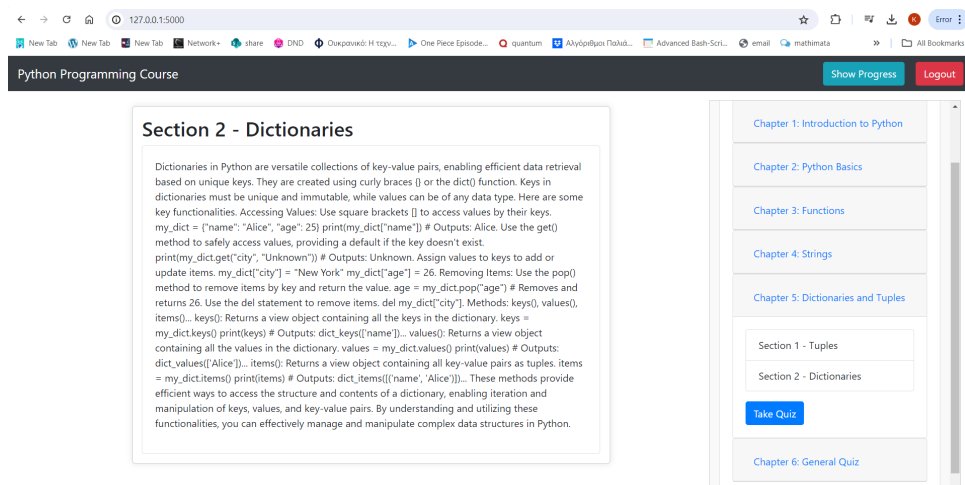 127.0.0.1:5000
K
Error
New Tab
New Tab
New Tab
Network+
share
DND
Ουκρανικό: Η τεχν...
One Piece Episode...
quantum
Αλγόριθμοι Παλιά...
Advanced Bash-Scri...
email
mathimata
»
All Bookmarks
Python Programming Course
Show Progress
Logout
Section 2 - Dictionaries
Dictionaries in Python are versatile collections of key-value pairs, enabling efficient data retrieval
based on unique keys. They are created using curly braces {} or the dict() function. Keys in
dictionaries must be unique and immutable, while values can be of any data type. Here are some
key functionalities. Accessing Values: Use square brackets [] to access values by their keys.
my_dict = {"name": "Alice", "age": 25} print(my_dict["name"]) # Outputs: Alice. Use the get()
method to safely access values, providing a default if the key doesn't exist.
print(my_dict.get("city", "Unknown")) # Outputs: Unknown. Assign values to keys to add or
update items. my_dict["city"] = "New York" my_dict["age"] = 26. Removing Items: Use the pop()
method to remove items by key and return the value. age = my_dict.pop("age") # Removes and
returns 26. Use the del statement to remove items. del my_dict["city"]. Methods: keys(), values(),
items()... keys(): Returns a view object containing all the keys in the dictionary. keys =
my_dict.keys() print(keys) # Outputs: dict_keys(['name'])... values(): Returns a view object
containing all the values in the dictionary. values = my_dict.values() print(values) # Outputs:
dict_values(['Alice'])... items(): Returns a view object containing all key-value pairs as tuples. items
= my_dict.items() print(items) # Outputs: dict_items([('name', 'Alice')])... These methods provide
efficient ways to access the structure and contents of a dictionary, enabling iteration and
manipulation of keys, values, and key-value pairs. By understanding and utilizing these
functionalities, you can effectively manage and manipulate complex data structures in Python.
Chapter 1: Introduction to Python
Chapter 2: Python Basics
Chapter 3: Functions
Chapter 4: Strings
Chapter 5: Dictionaries and Tuples
Section 1 - Tuples
Section 2 - Dictionaries
Take Quiz
Chapter 6: General Quiz